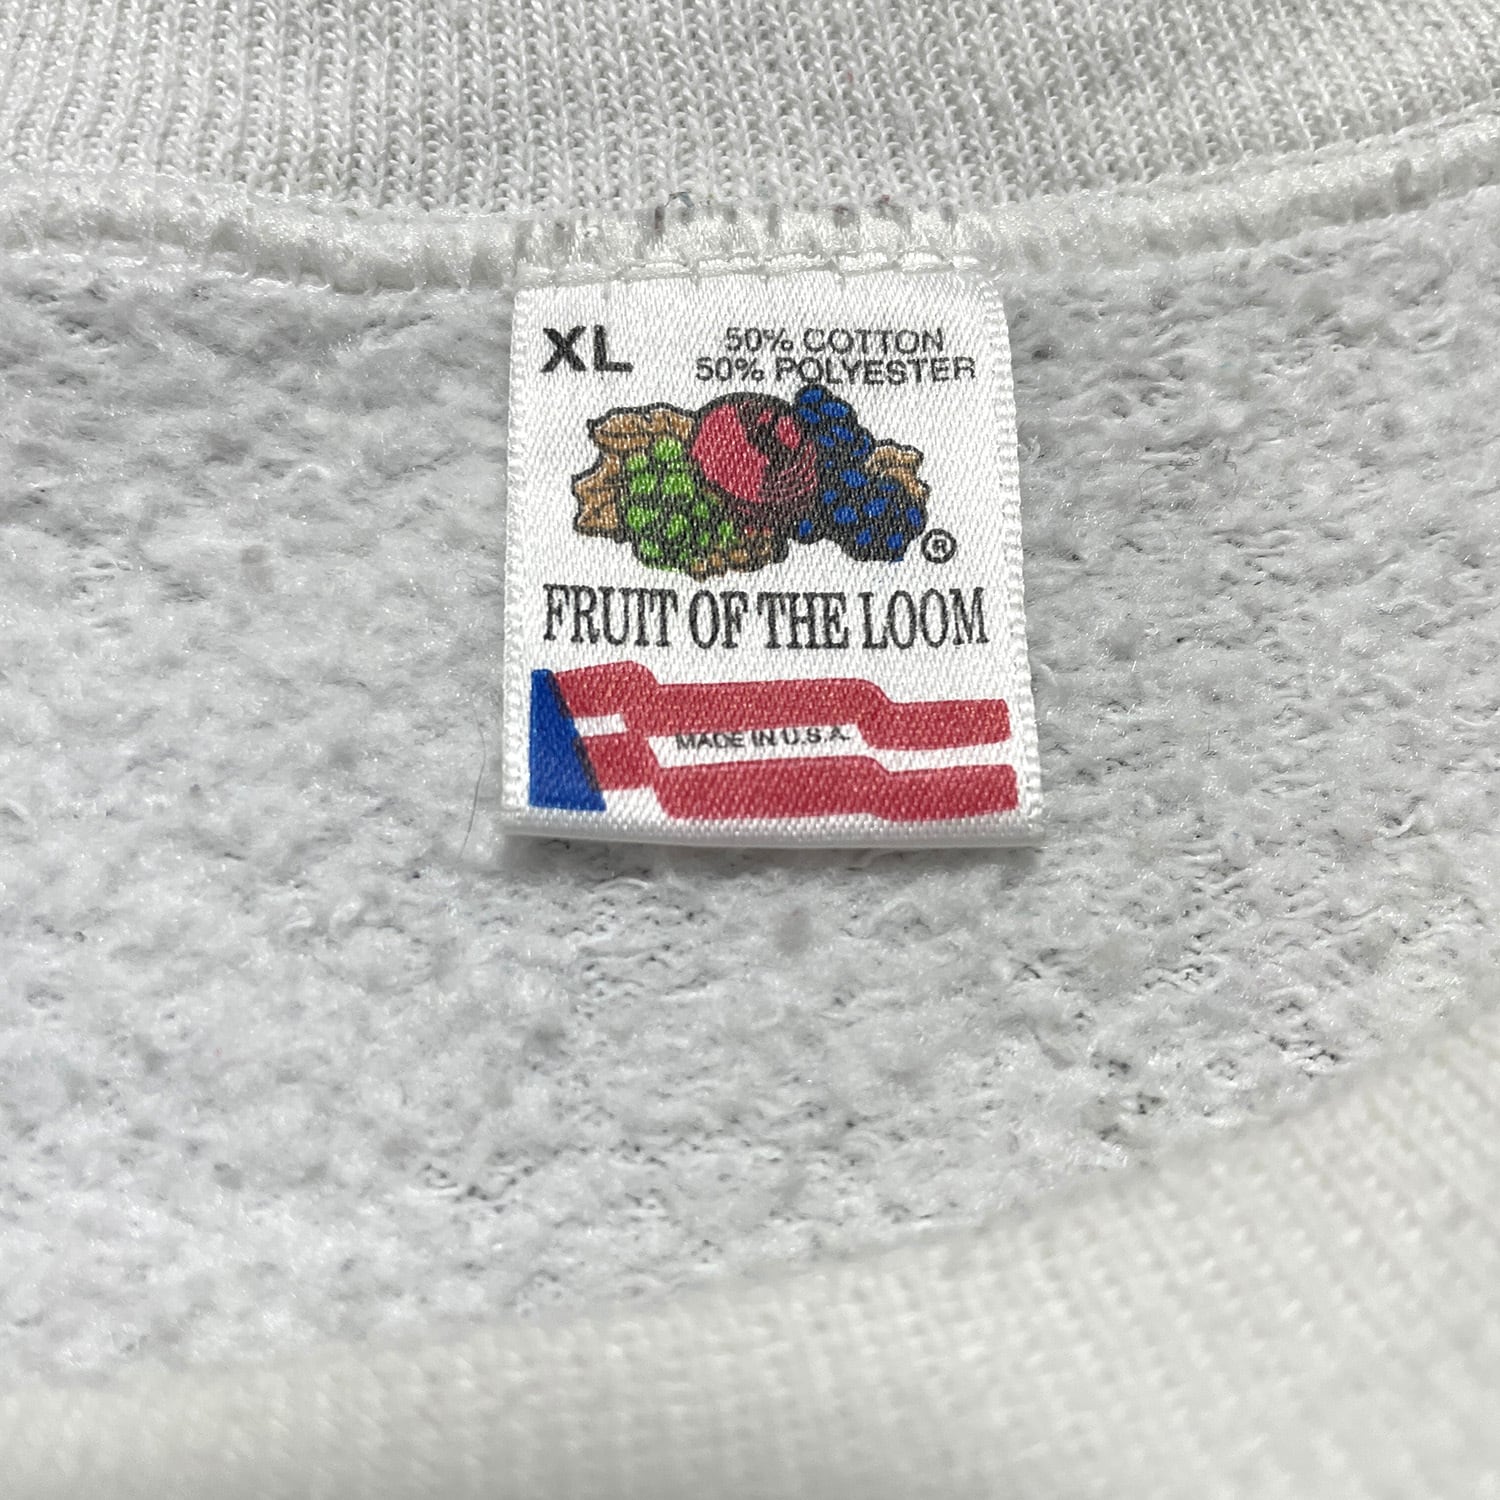 XL
50% COTTON
50% POLYESTER
®
FRUIT OF THE LOOM
MADE IN U.S.A.